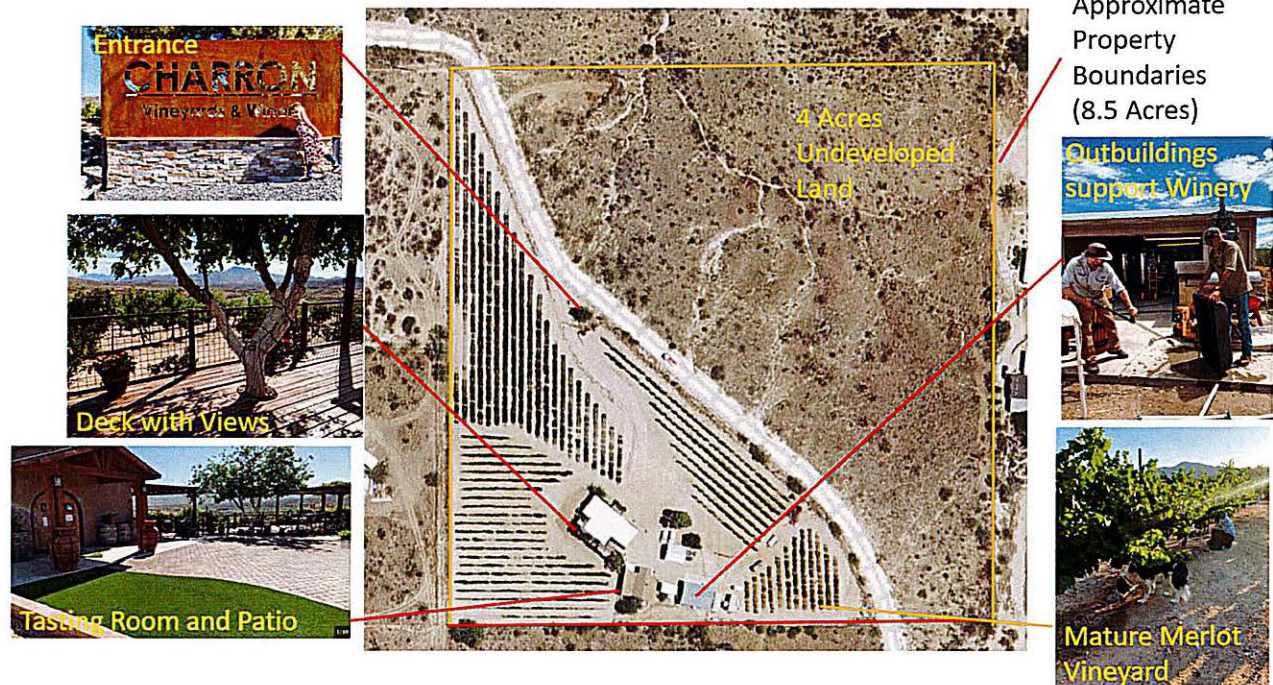 Entrance
CHARRON
Vineyards &
Deck with Views
Tasting Room and Patio
4 Acres
Undeveloped
Land
Approximate
Property
Boundaries
(8.5 Acres)
Outbuildings
support Winery
Mature Merlot
Vineyard